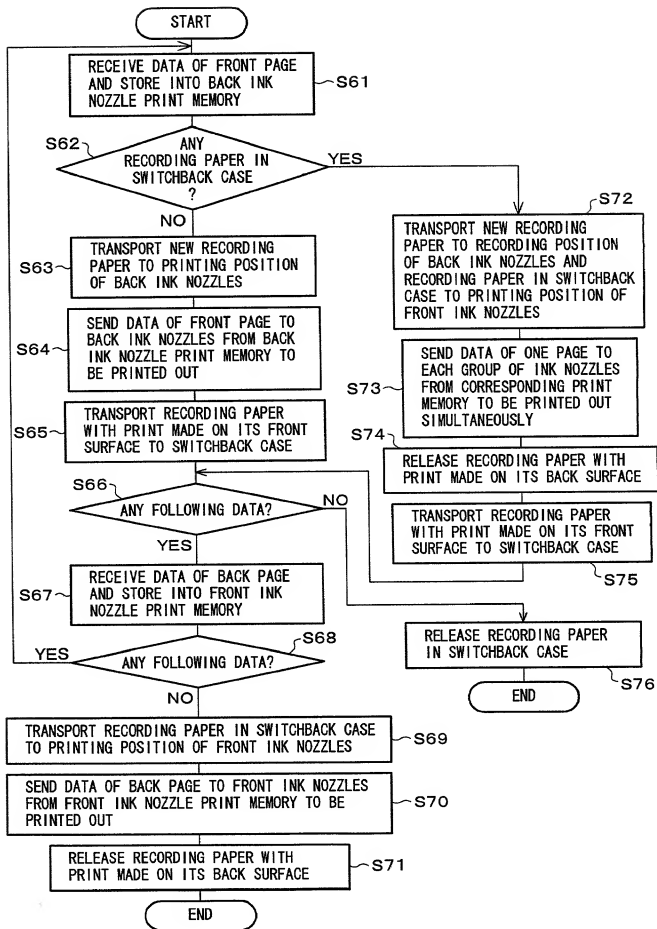 START
RECEIVE DATA OF FRONT PAGE
AND STORE INTO BACK INK
NOZZLE PRINT MEMORY
S61
S62
ANY
RECORDING PAPER IN
SWITCHBACK CASE
?
YES
NO
S63
TRANSPORT NEW RECORDING
PAPER TO PRINTING POSITION
OF BACK INK NOZZLES
S64
SEND DATA OF FRONT PAGE TO
BACK INK NOZZLES FROM BACK
INK NOZZLE PRINT MEMORY TO
BE PRINTED OUT
S65
TRANSPORT RECORDING PAPER
WITH PRINT MADE ON ITS FRONT
SURFACE TO SWITCHBACK CASE
S66
ANY FOLLOWING DATA?
NO
YES
S67
RECEIVE DATA OF BACK PAGE
AND STORE INTO FRONT INK
NOZZLE PRINT MEMORY
S68
YES
ANY FOLLOWING DATA?
NO
TRANSPORT RECORDING PAPER IN SWITCHBACK CASE
TO PRINTING POSITION OF FRONT INK NOZZLES
S69
SEND DATA OF BACK PAGE TO FRONT INK NOZZLES
FROM FRONT INK NOZZLE PRINT MEMORY TO BE
PRINTED OUT
S70
RELEASE RECORDING PAPER WITH
PRINT MADE ON ITS BACK SURFACE
S71
END
S72
TRANSPORT NEW RECORDING
PAPER TO RECORDING POSITION
OF BACK INK NOZZLES AND
RECORDING PAPER IN SWITCHBACK
CASE TO PRINTING POSITION OF
FRONT INK NOZZLES
S73
SEND DATA OF ONE PAGE TO
EACH GROUP OF INK NOZZLES
FROM CORRESPONDING PRINT
MEMORY TO BE PRINTED OUT
SIMULTANEOUSLY
S74
RELEASE RECORDING PAPER WITH
PRINT MADE ON ITS BACK SURFACE
TRANSPORT RECORDING PAPER
WITH PRINT MADE ON ITS FRONT
SURFACE TO SWITCHBACK CASE
S75
RELEASE RECORDING PAPER
IN SWITCHBACK CASE
S76
END